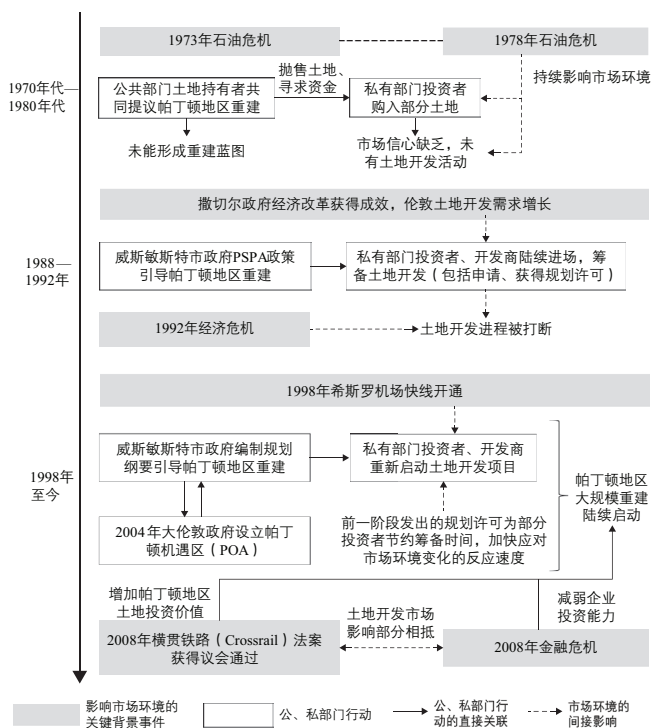 1973年石油危机
1978年石油危机
1970年代—
1980年代
公共部门土地持有者共
同提议帕丁顿地区重建
抛售土地、
寻求资金
私有部门投资者
购入部分土地
持续影响市场环境
未能形成重建蓝图
市场信心缺乏，未
有土地开发活动
撒切尔政府经济改革获得成效，伦敦土地开发需求增长
1988—
1992年
威斯敏斯特市政府PSPA政策
引导帕丁顿地区重建
私有部门投资者、开发商陆续进场，筹
备土地开发（包括申请、获得规划许可）
1992年经济危机
土地开发进程被打断
1998年希斯罗机场快线开通
1998年
至今
威斯敏斯特市政府编制规划
纲要引导帕丁顿地区重建
私有部门投资者、开发商
重新启动土地开发项目
帕丁顿地区
大规模重建
陆续启动
2004年大伦敦政府设立帕丁
顿机遇区（POA）
前一阶段发出的规划许可为部分
投资者节约筹备时间，加快应对
市场环境变化的反应速度
增加帕丁顿地区
土地投资价值
土地开发市场
影响部分相抵
减弱企业
投资能力
2008年横贯铁路（Crossrail）法案
获得议会通过
2008年金融危机
影响市场环境的
关键背景事件
公、私部门行动
公、私部门行
动的直接关联
市场环境的
间接影响